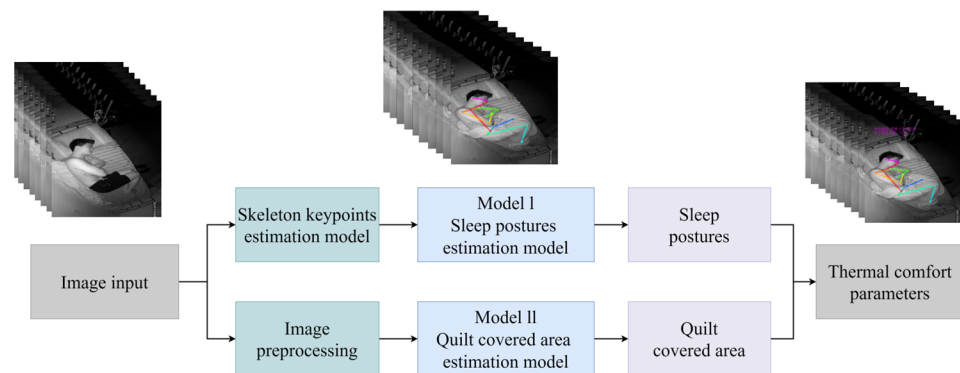 Skeleton keypoints
estimation model
Model l
Sleep postures
estimation model
Sleep
postures
Image input
Thermal comfort
parameters
Image
preprocessing
Model ll
Quilt covered area
estimation model
Quilt
covered area